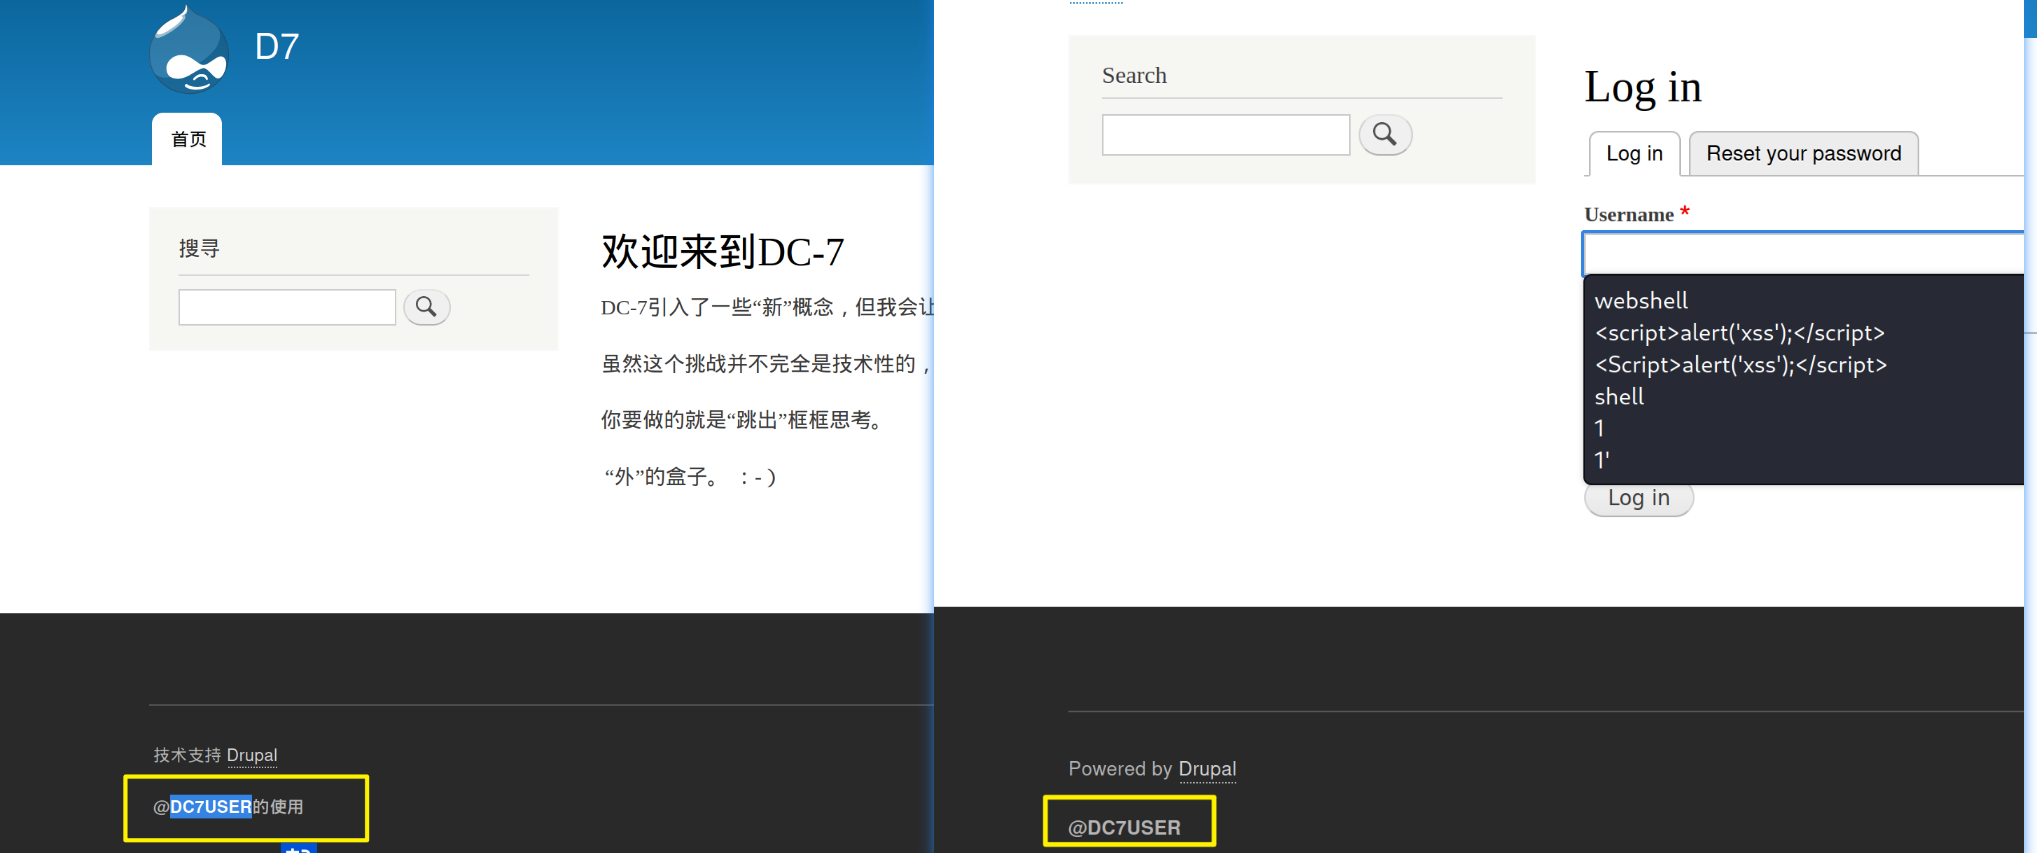 D7
首页
搜寻
欢迎来到DC-7
DC-7引入了一些“新”概念，但我会让
虽然这个挑战并不完全是技术性的，
你要做的就是“跳出”框框思考。
“外”的盒子。 ：-）
技术支持 Drupal
@DC7USER的使用
Search
Log in
Log in
Reset your password
Username *
webshell
<script>alert('xss');</script>
<Script>alert('xss');</script>
shell
1
1'
Log in
Powered by Drupal
@DC7USER